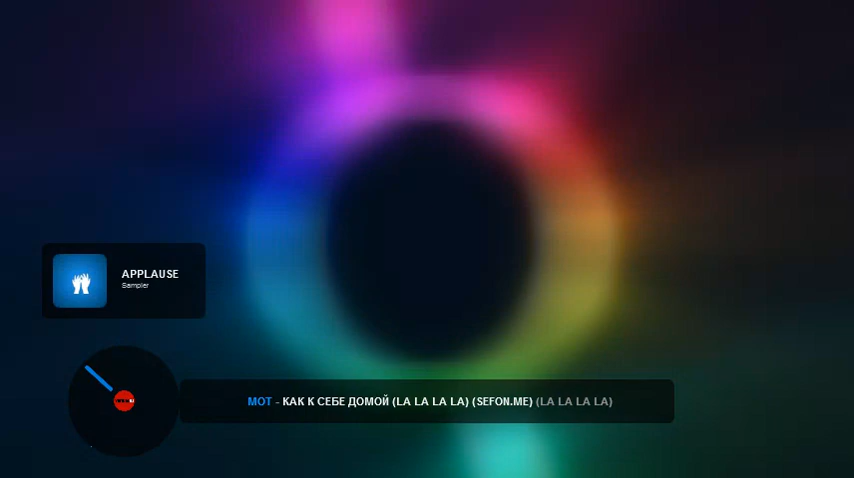 APPLAUSE
Sampler
МОТ - КАК К СЕБЕ ДОМОЙ (LA LA LA LA) (SEFON.ME) (LA LA LA LA)